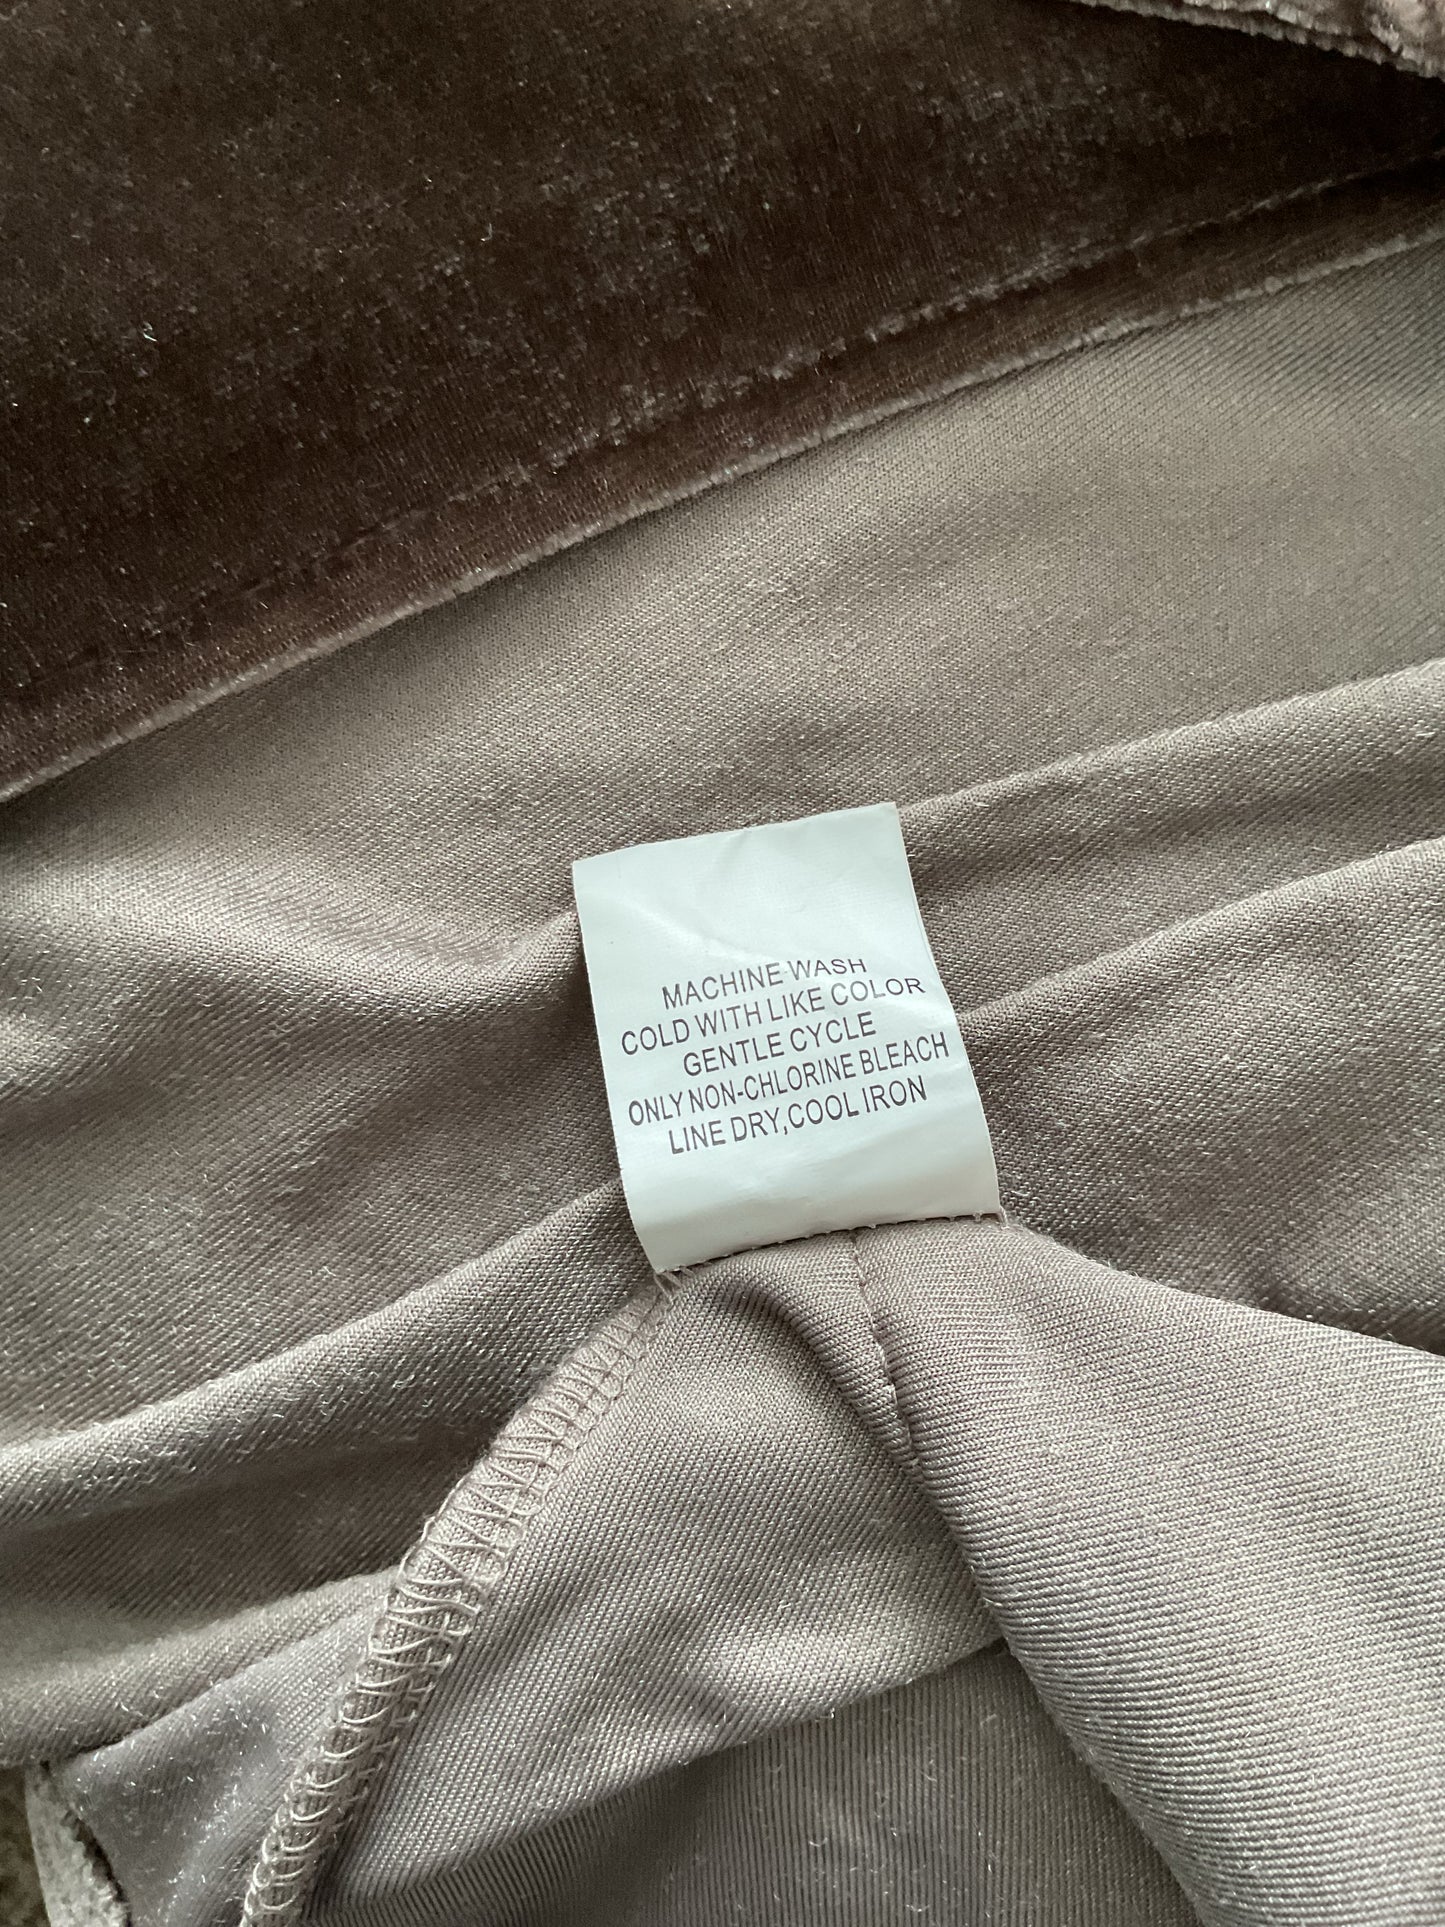 MACHINE WASH
COLD WITH LIKE COLOR
GENTLE CYCLE
ONLY NON-CHLORINE BLEACH
LINE DRY,COOL IRON